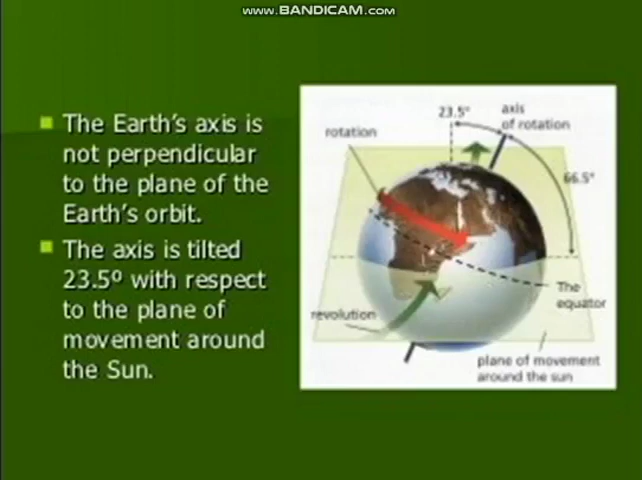 www.BANDICAM.com
The Earth's axis is
not perpendicular
to the plane of the
Earth's orbit.
The axis is tilted
23.5º with respect
to the plane of
movement around
the Sun.
23.5°
axis
of rotation
rotation
66.5°
The
equator
revolution
plane of movement
around the sun